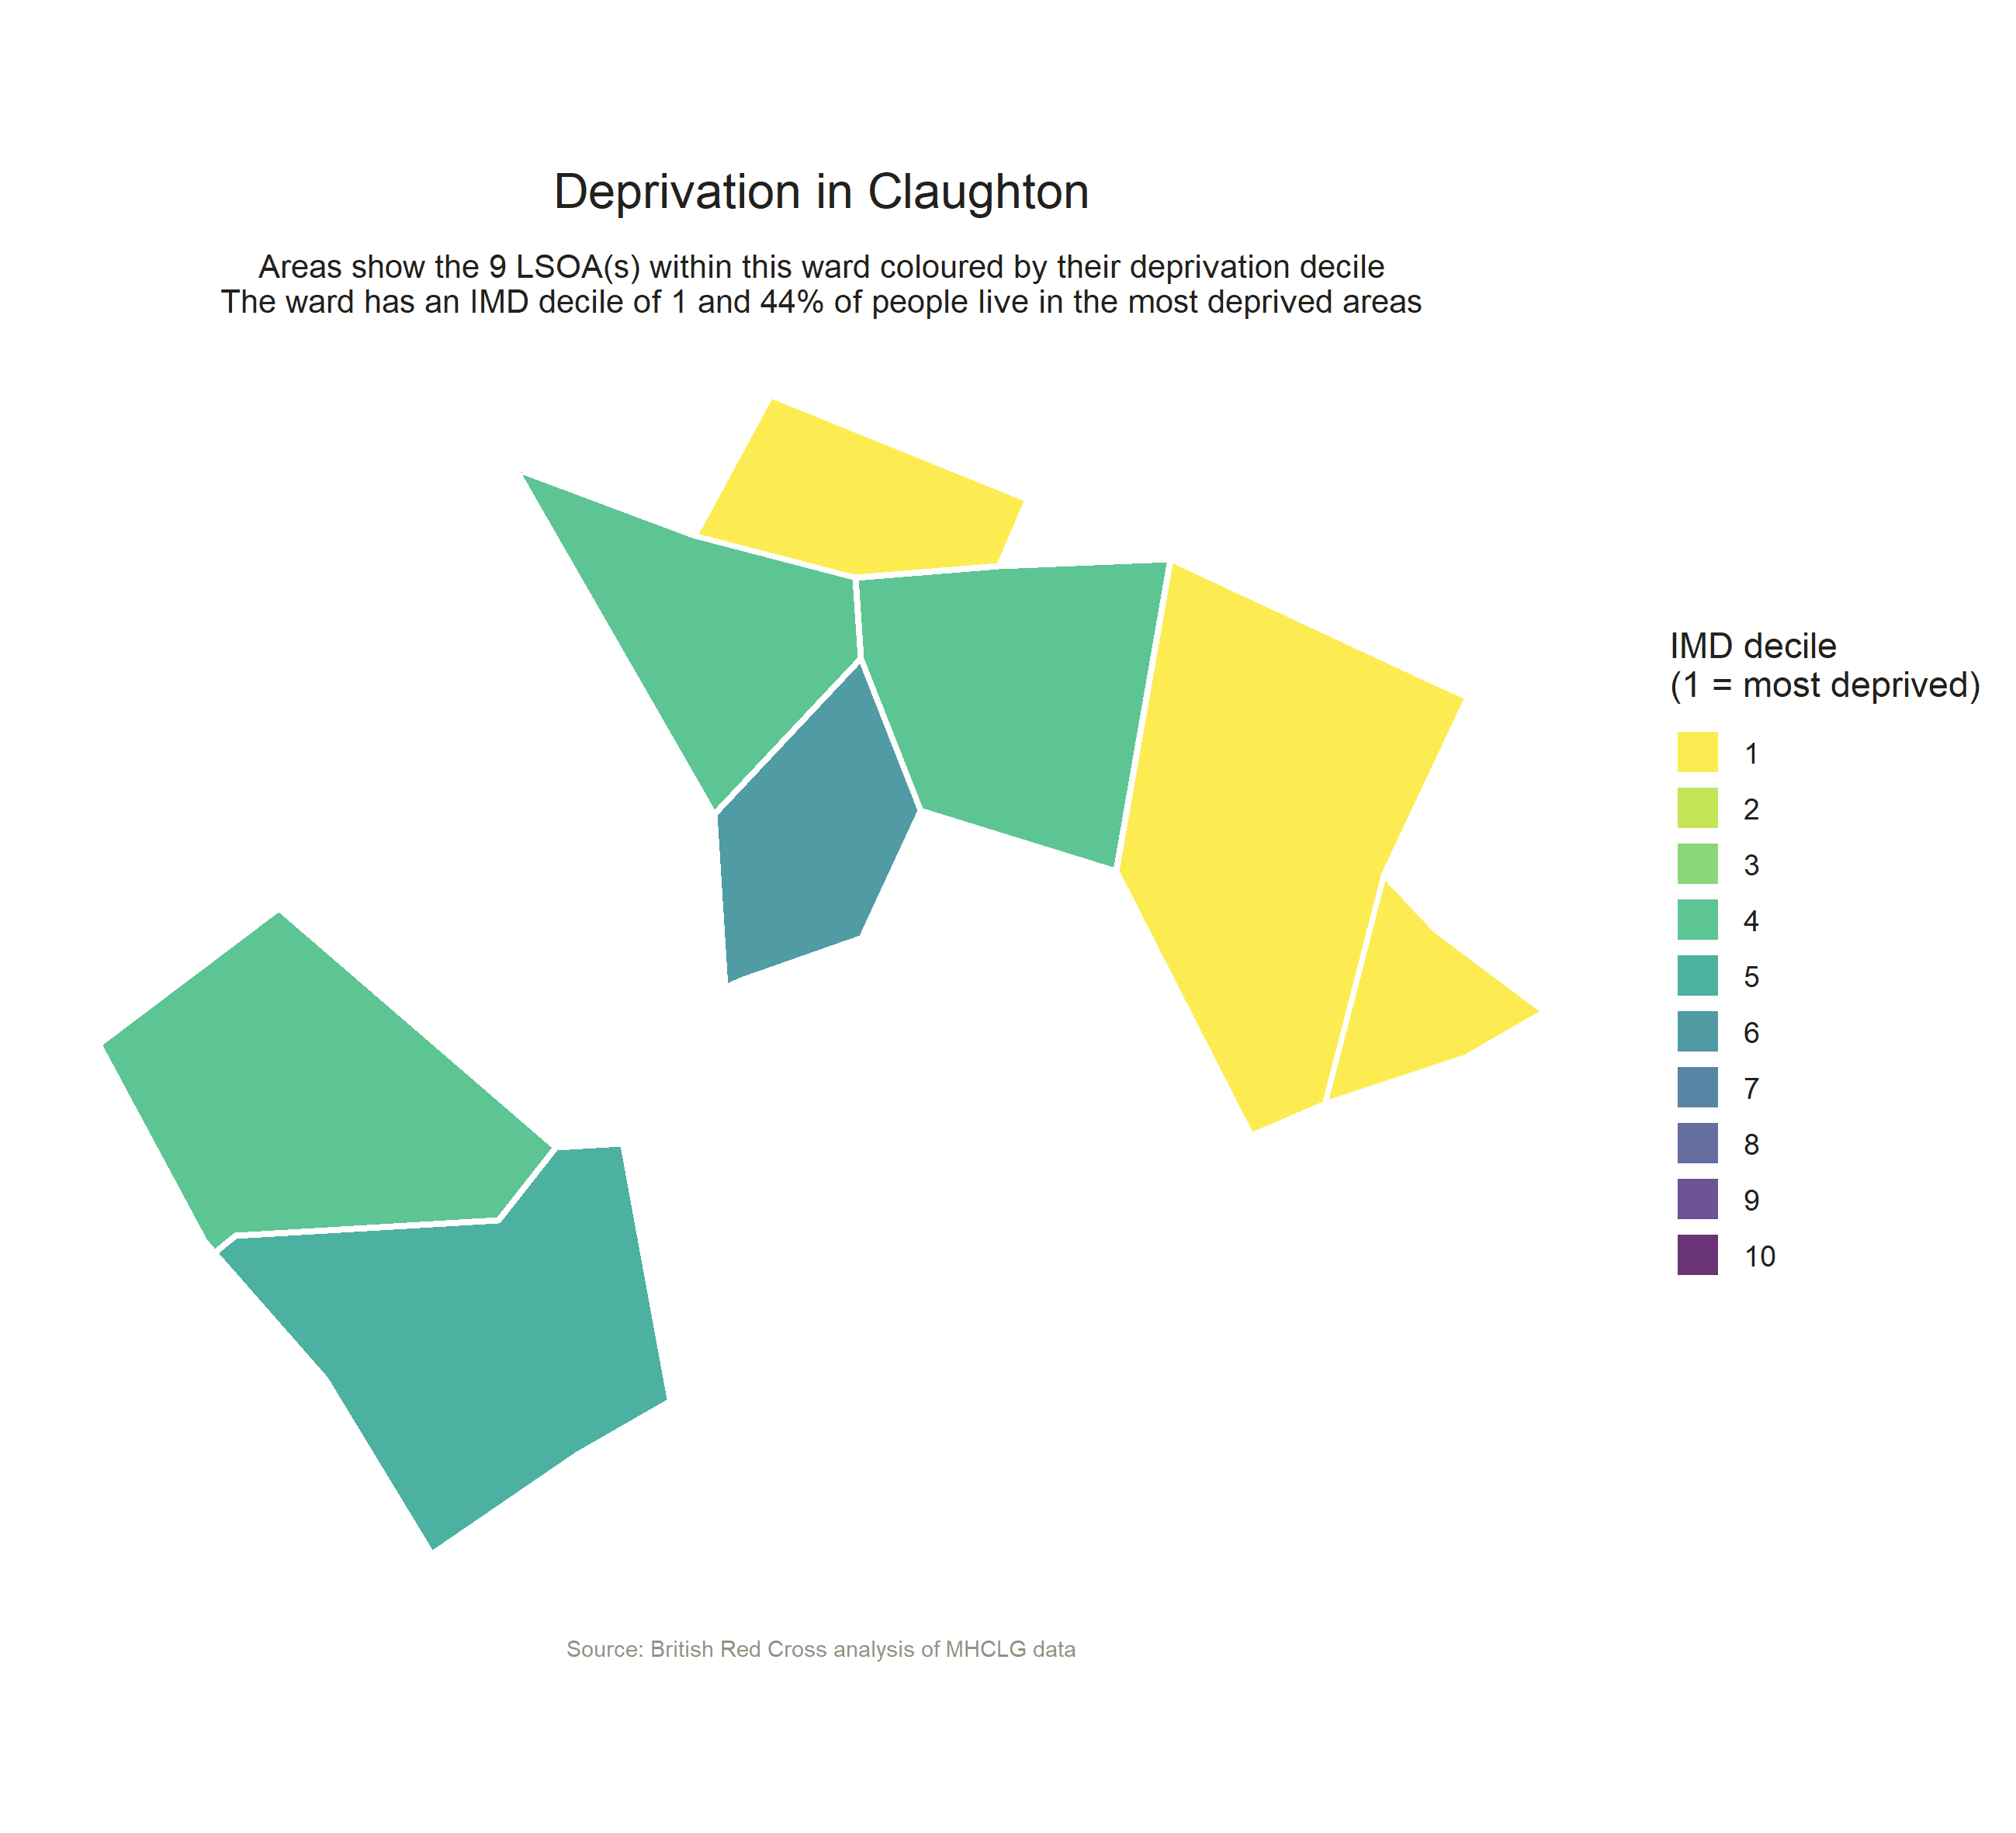 Deprivation in Claughton
Areas show the 9 LSOA(s) within this ward coloured by their deprivation decile
The ward has an IMD decile of 1 and 44% of people live in the most deprived areas
IMD decile
(1 = most deprived)
1
2
3
4
5
6
7
8
9
10
Source: British Red Cross analysis of MHCLG data